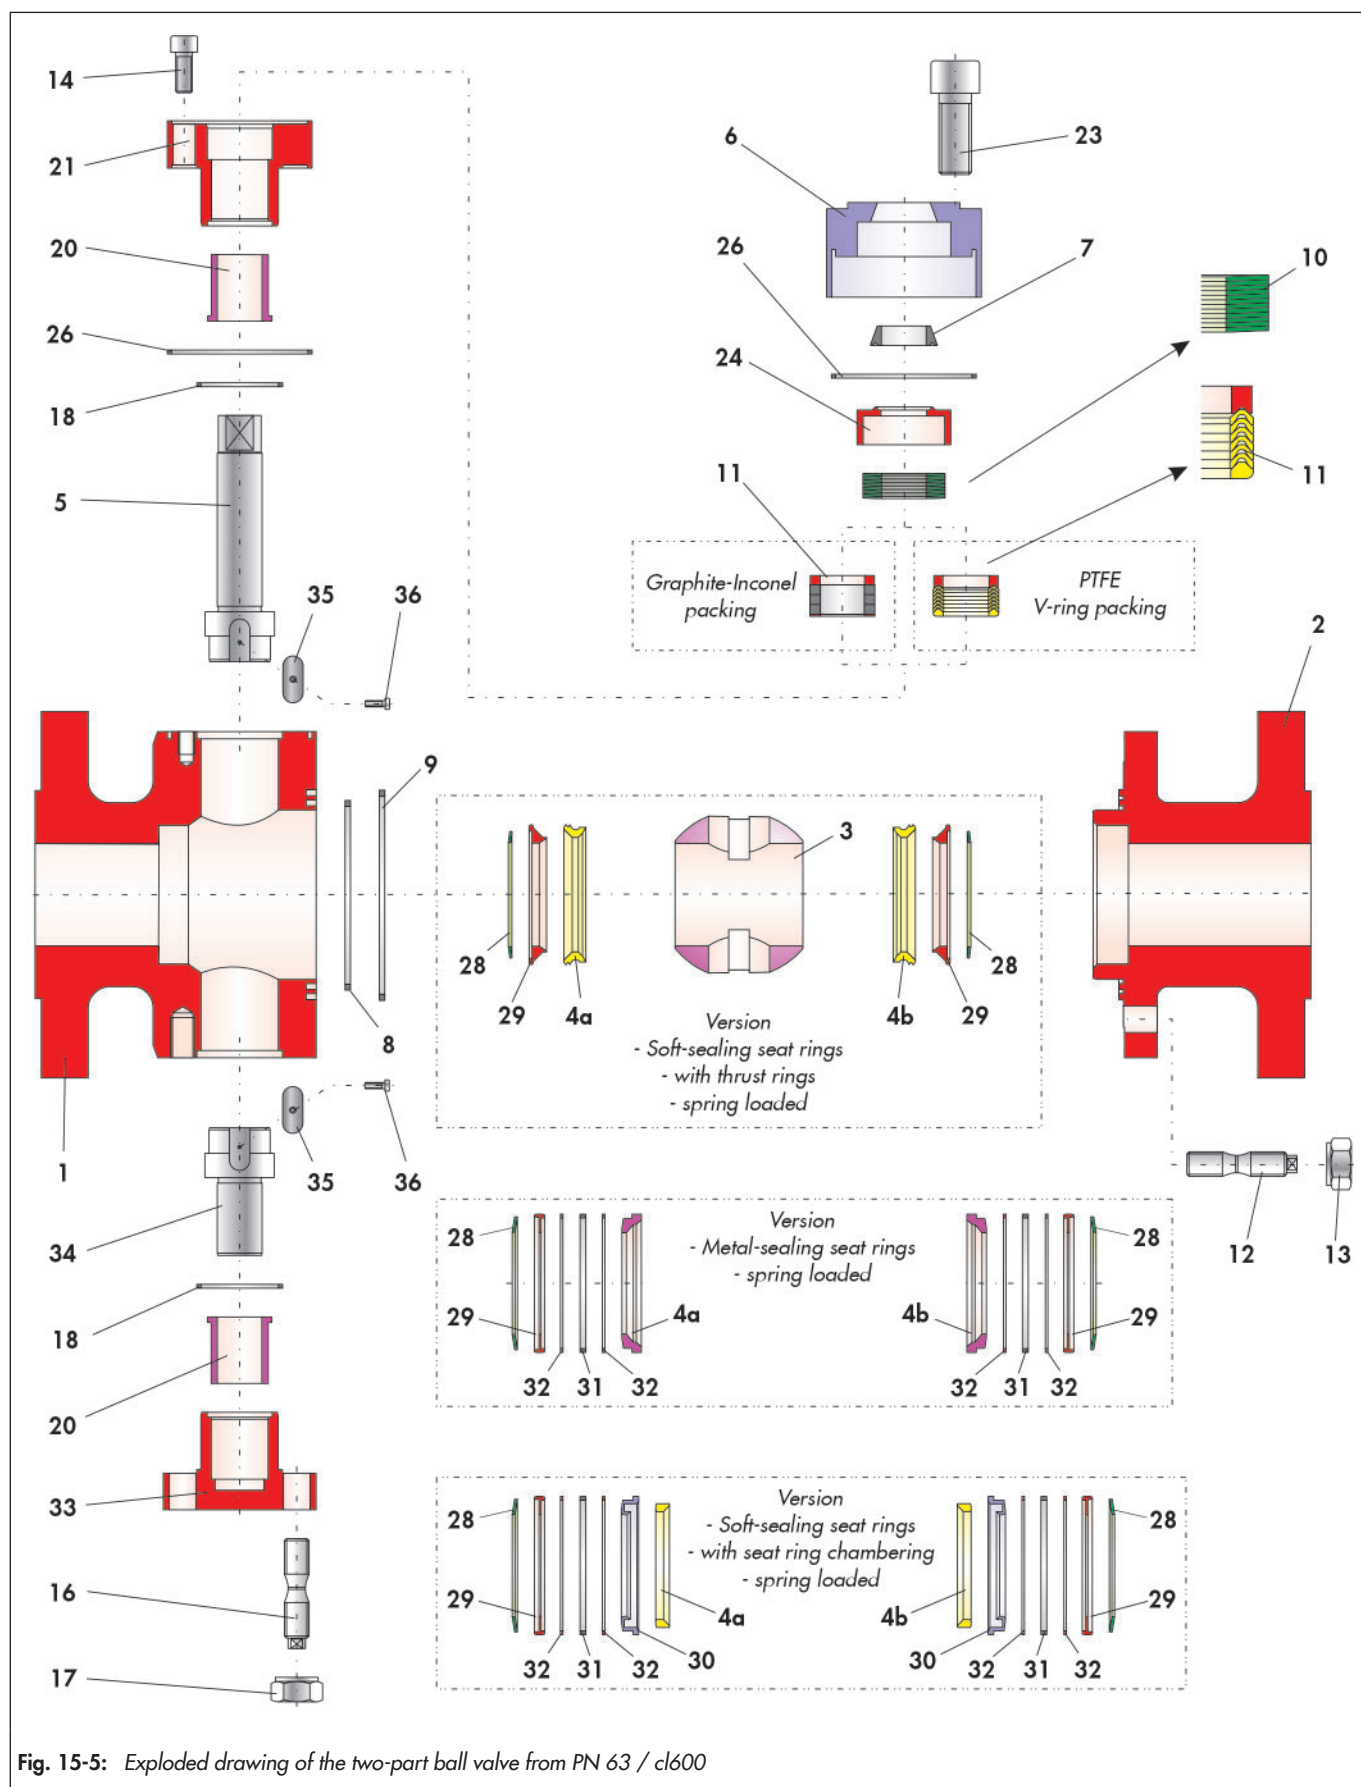 14
21
20
26
18
5
35
36
6
23
26
7
10
24
11
11
Graphite-Inconel
packing
PTFE
V-ring packing
2
9
3
28
29
4a
4b
29
28
8
Version
- Soft-sealing seat rings
- with thrust rings
- spring loaded
1
35
36
34
18
20
33
16
17
12
13
28
29
32
31
32
4a
Version
- Metal-sealing seat rings
- spring loaded
4b
32
31
32
29
28
28
29
32
31
32
30
4a
Version
- Soft-sealing seat rings
- with seat ring chambering
- spring loaded
4b
30
32
31
32
29
28
Fig. 15-5: Exploded drawing of the two-part ball valve from PN 63 / cl600